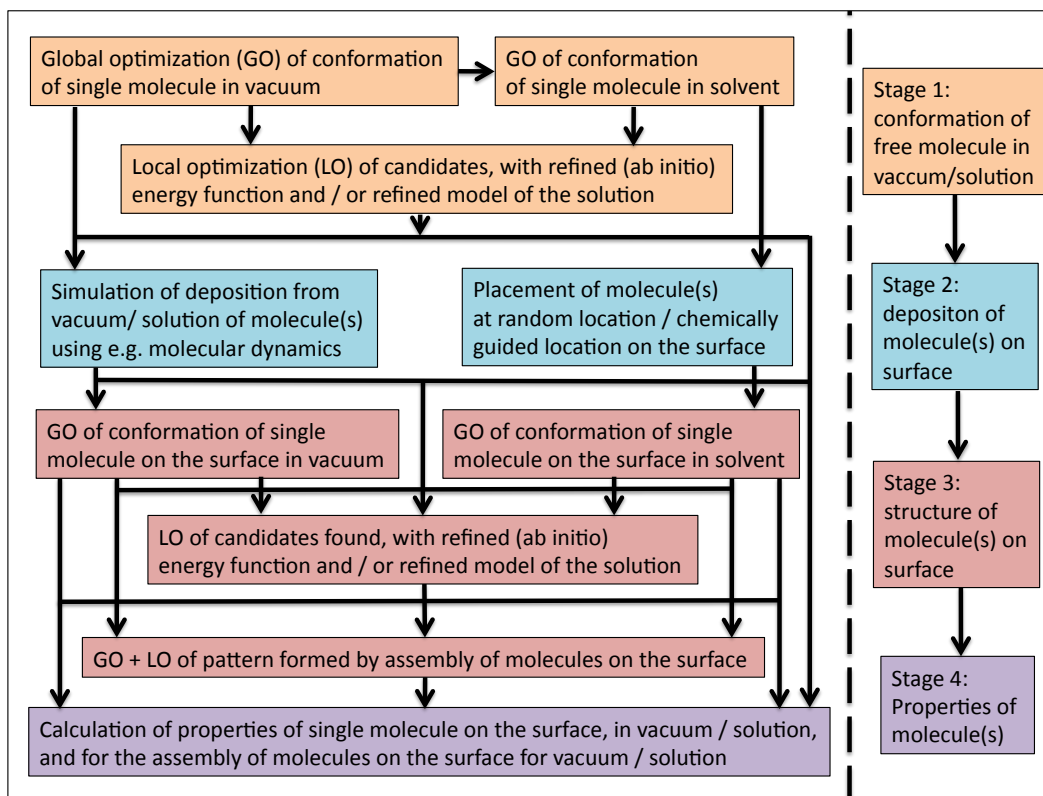 Global optimization (GO) of conformation
of single molecule in vacuum
GO of conformation
of single molecule in solvent
Local optimization (LO) of candidates, with refined (ab initio)
energy function and / or refined model of the solution
Simulation of deposition from
vacuum/ solution of molecule(s)
using e.g. molecular dynamics
Placement of molecule(s)
at random location / chemically
guided location on the surface
GO of conformation of single
molecule on the surface in vacuum
GO of conformation of single
molecule on the surface in solvent
LO of candidates found, with refined (ab initio)
energy function and / or refined model of the solution
GO + LO of pattern formed by assembly of molecules on the surface
Calculation of properties of single molecule on the surface, in vacuum / solution,
and for the assembly of molecules on the surface for vacuum / solution
Stage 1:
conformation of
free molecule in
vaccum/solution
Stage 2:
depositon of
molecule(s) on
surface
Stage 3:
structure of
molecule(s) on
surface
Stage 4:
Properties of
molecule(s)